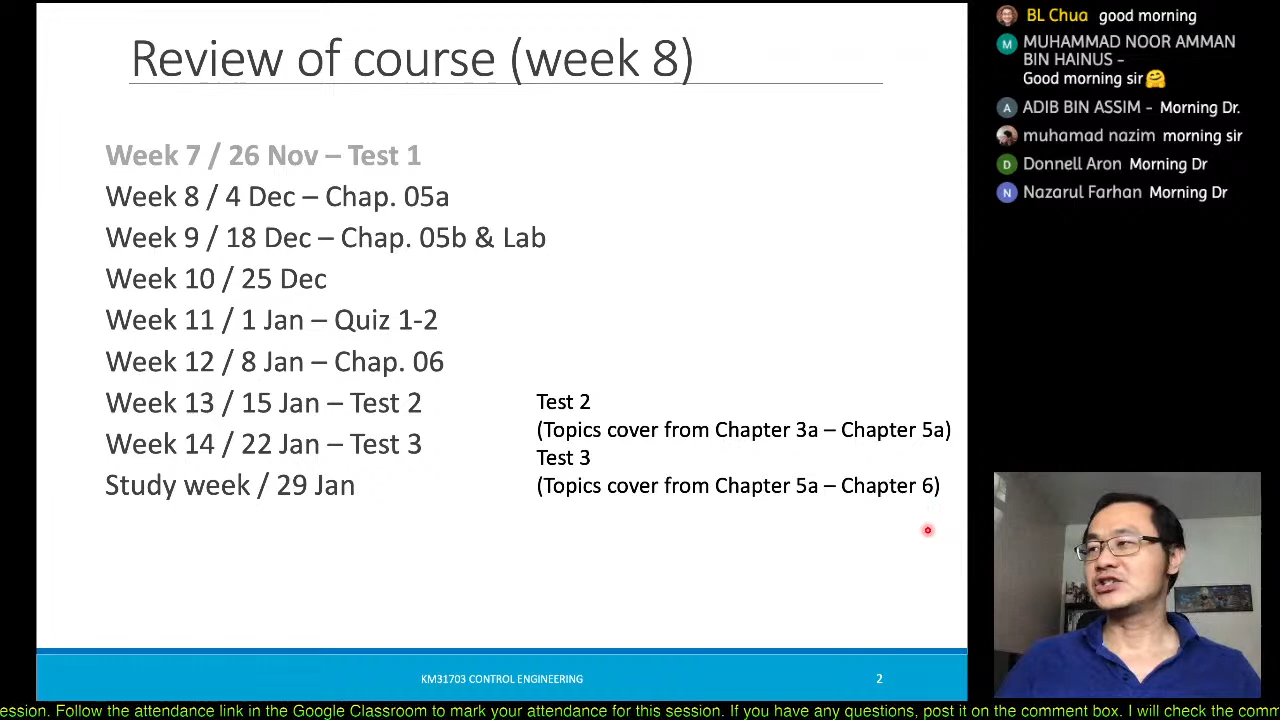 Review of course (week 8)
Week 7 / 26 Nov – Test 1
Week 8 / 4 Dec – Chap. 05a
Week 9 / 18 Dec – Chap. 05b & Lab
Week 10 / 25 Dec
Week 11 / 1 Jan – Quiz 1-2
Week 12 / 8 Jan – Chap. 06
Week 13 / 15 Jan – Test 2
Week 14 / 22 Jan – Test 3
Study week / 29 Jan
Test 2
(Topics cover from Chapter 3a – Chapter 5a)
Test 3
(Topics cover from Chapter 5a – Chapter 6)
KM31703 CONTROL ENGINEERING
2
BL Chua good morning
M
MUHAMMAD NOOR AMMAN
BIN HAINUS -
Good morning sir🤗
A ADIB BIN ASSIM - Morning Dr.
muhamad nazim morning sir
D Donnell Aron Morning Dr
N Nazarul Farhan Morning Dr
ession. Follow the attendance link in the Google Classroom to mark your attendance for this session. If you have any questions, post it on the comment box. I will check the comm